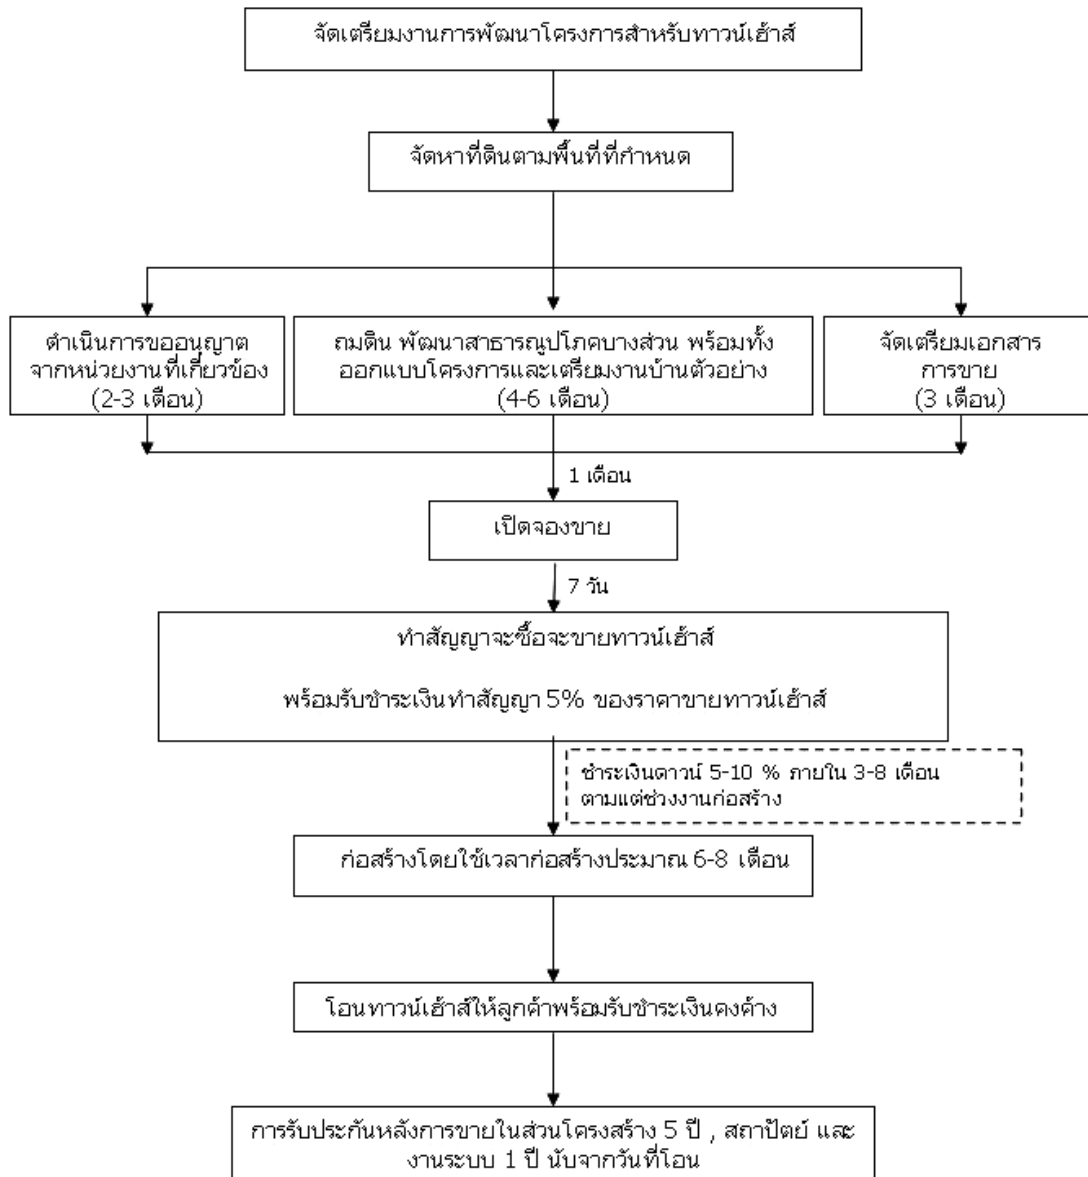 จัดเตรียมงานการพัฒนาโครงการสำหรับทาวน์เฮ้าส์
จัดหาที่ดินตามพื้นที่ที่กำหนด
ดำเนินการขออนุญาต
จากหน่วยงานที่เกี่ยวข้อง
(2-3 เดือน)
ถมดิน พัฒนาสาธารณูปโภคบางส่วน พร้อมทั้ง
ออกแบบโครงการและเตรียมงานบ้านตัวอย่าง
(4-6 เดือน)
จัดเตรียมเอกสาร
การขาย
(3 เดือน)
1 เดือน
เปิดจองขาย
7 วัน
ทำสัญญาจะซื้อจะขายทาวน์เฮ้าส์
พร้อมรับชำระเงินทำสัญญา 5% ของราคาขายทาวน์เฮ้าส์
ชำระเงินดาวน์ 5-10 % ภายใน 3-8 เดือน
ตามแต่ช่วงงานก่อสร้าง
ก่อสร้างโดยใช้เวลาก่อสร้างประมาณ 6-8 เดือน
โอนทาวน์เฮ้าส์ให้ลูกค้าพร้อมรับชำระเงินคงค้าง
การรับประกันหลังการขายในส่วนโครงสร้าง 5 ปี , สถาปัตย์ และ
งานระบบ 1 ปี นับจากวันที่โอน